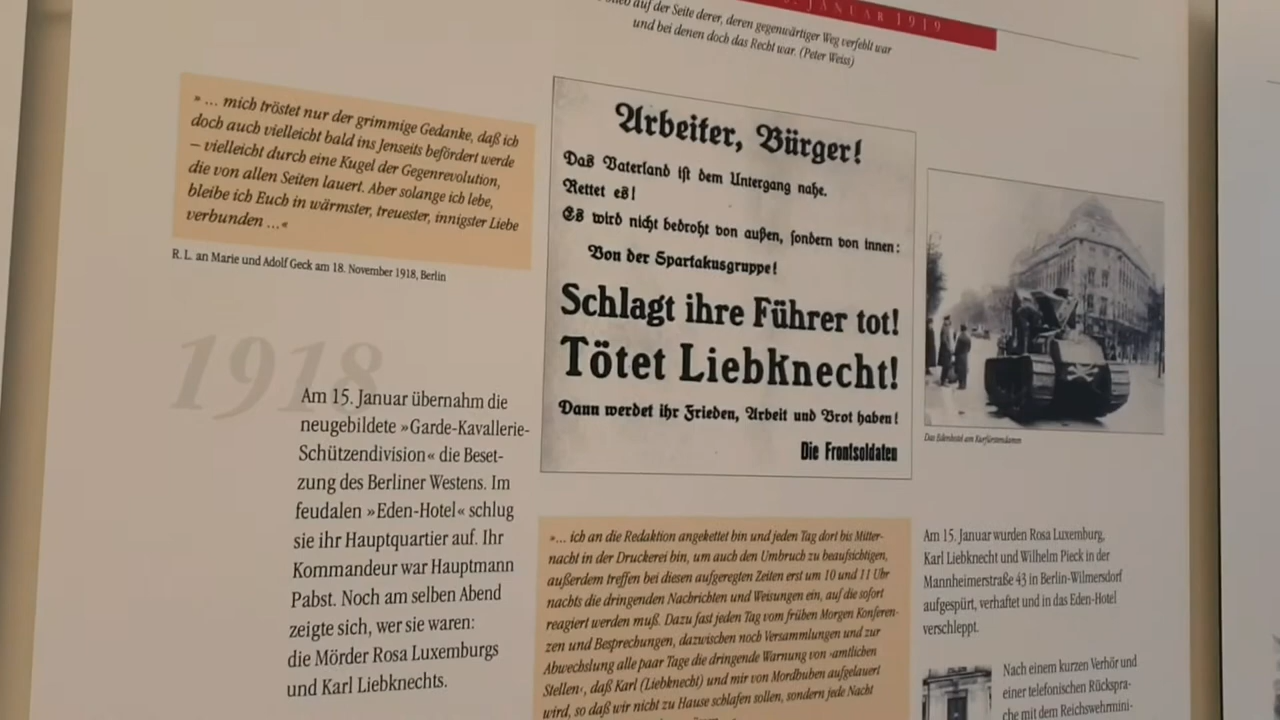 JANUAR 1919
auf der Seite derer, deren gegenwärtiger Weg verfehlt war
und bei denen doch das Recht war. (Peter Weiss)
» ... mich tröstet nur der grimmige Gedanke, daß ich
doch auch vielleicht bald ins Jenseits befördert werde
– vielleicht durch eine Kugel der Gegenrevolution,
die von allen Seiten lauert. Aber solange ich lebe,
bleibe ich Euch in wärmster, treuester, innigster Liebe
verbunden ...«
R. L. an Marie und Adolf Geck am 18. November 1918, Berlin
1918
Am 15. Januar übernahm die
neugebildete »Garde-Kavallerie-
Schützendivision« die Beset-
zung des Berliner Westens. Im
feudalen »Eden-Hotel« schlug
sie ihr Hauptquartier auf. Ihr
Kommandeur war Hauptmann
Pabst. Noch am selben Abend
zeigte sich, wer sie waren:
die Mörder Rosa Luxemburgs
und Karl Liebknechts.
Arbeiter, Bürger!
Das Vaterland ist dem Untergang nahe.
Rettet es!
Es wird nicht bedroht von außen, sondern von innen:
Von der Spartakusgruppe!
Schlagt ihre Führer tot!
Tötet Liebknecht!
Dann werdet ihr Frieden, Arbeit und Brot haben!
Die Frontsoldaten
»... ich an die Redaktion angekettet bin und jeden Tag dort bis Mitter-
nacht in der Druckerei bin, um auch den Umbruch zu beaufsichtigen,
außerdem treffen bei diesen aufgeregten Zeiten erst um 10 und 11 Uhr
nachts die dringenden Nachrichten und Weisungen ein, auf die sofort
reagiert werden muß. Dazu fast jeden Tag vom frühen Morgen Konferen-
zen und Besprechungen, dazwischen noch Versammlungen und zur
Abwechslung alle paar Tage die dringende Warnung von ›amtlichen
Stellen‹, daß Karl (Liebknecht) und mir von Mordbuben aufgelauert
wird, so daß wir nicht zu Hause schlafen sollen, sondern jede Nacht
Das Edenhotel am Kurfürstendamm
Am 15. Januar wurden Rosa Luxemburg,
Karl Liebknecht und Wilhelm Pieck in der
Mannheimerstraße 43 in Berlin-Wilmersdorf
aufgespürt, verhaftet und in das Eden-Hotel
verschleppt.
Nach einem kurzen Verhör und
einer telefonischen Rückspra-
che mit dem Reichswehrmini-